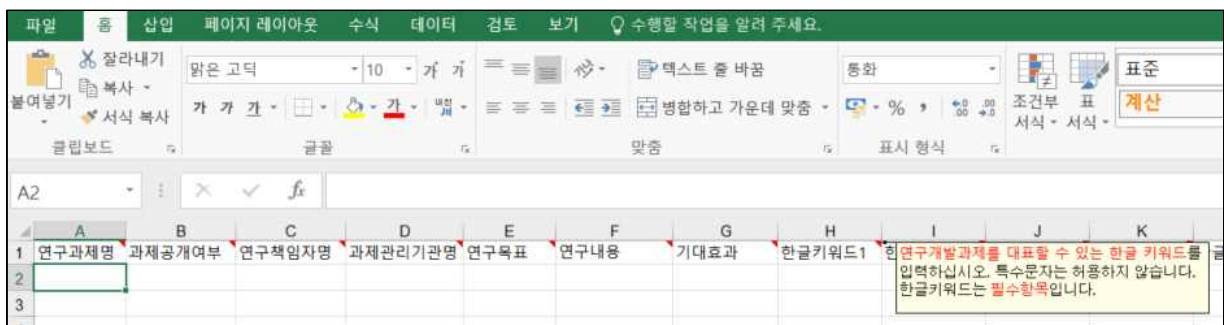 파일 홈 삽입 페이지 레이아웃 수식 데이터 검토 보기 수행할 작업을 알려 주세요.
붙여넣기
잘라내기
복사
서식 복사
클립보드
맑은 고딕 10 가 가
가 가 가 가
글꼴
텍스트 줄 바꿈
병합하고 가운데 맞춤
맞춤
통화
% ,
표시 형식
조건부 서식
표 서식
표준
계산
A2 fx
A B C D E F G H I J K
1 연구과제명 과제공개여부 연구책임자명 과제관리기관명 연구목표 연구내용 기대효과 한글키워드1 한
연구개발과제를 대표할 수 있는 한글 키워드를
입력하십시오. 특수문자는 허용하지 않습니다.
한글키워드는 필수항목입니다.
2
3